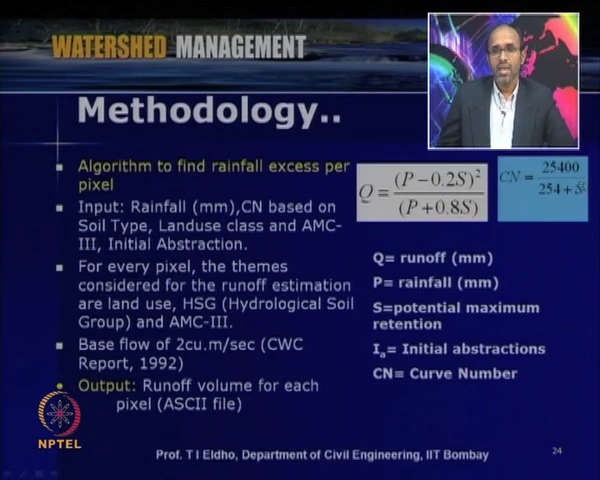 WATERSHED MANAGEMENT
Methodology..
Algorithm to find rainfall excess per
pixel
Input: Rainfall (mm),CN based on
Soil Type, Landuse class and AMC-
III, Initial Abstraction.
For every pixel, the themes
considered for the runoff estimation
are land use, HSG (Hydrological Soil
Group) and AMC-III.
Base flow of 2cu.m/sec (CWC
Report, 1992)
Output: Runoff volume for each
pixel (ASCII file)
Q = (P−0.2S)² / (P+0.8S)
CN = 25400 / 254 + S
Q= runoff (mm)
P= rainfall (mm)
S=potential maximum
retention
Ia= Initial abstractions
CN= Curve Number
NPTEL
Prof. T I Eldho, Department of Civil Engineering, IIT Bombay
24